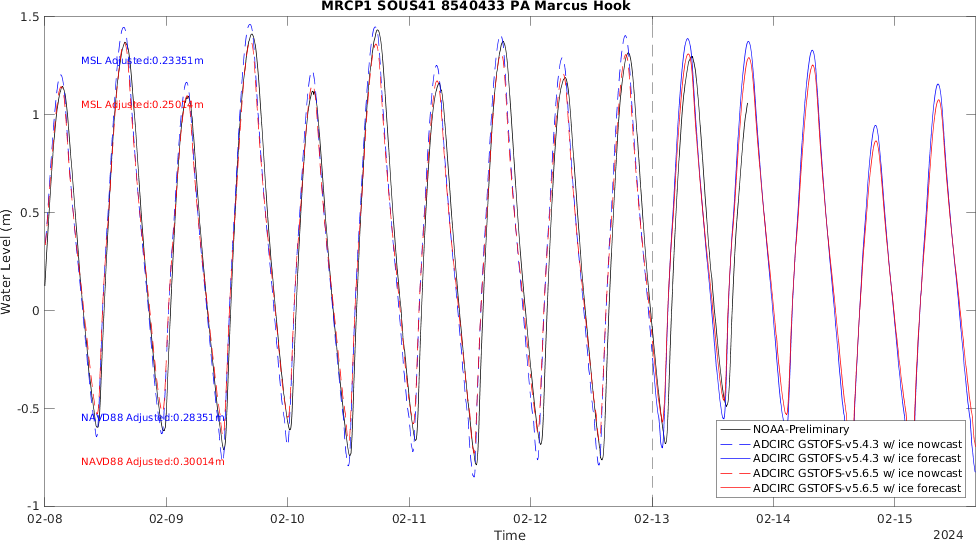 MRCP1 SOUS41 8540433 PA Marcus Hook
1.5
1
0.5
0
-0.5
-1
Water Level (m)
MSL Adjusted:0.23351m
MSL Adjusted:0.25014m
NAVD88 Adjusted:0.28351m
NAVD88 Adjusted:0.30014m
NOAA-Preliminary
ADCIRC GSTOFS-v5.4.3 w/ ice nowcast
ADCIRC GSTOFS-v5.4.3 w/ ice forecast
ADCIRC GSTOFS-v5.6.5 w/ ice nowcast
ADCIRC GSTOFS-v5.6.5 w/ ice forecast
02-08 02-09 02-10 02-11 02-12 02-13 02-14 02-15
Time
2024